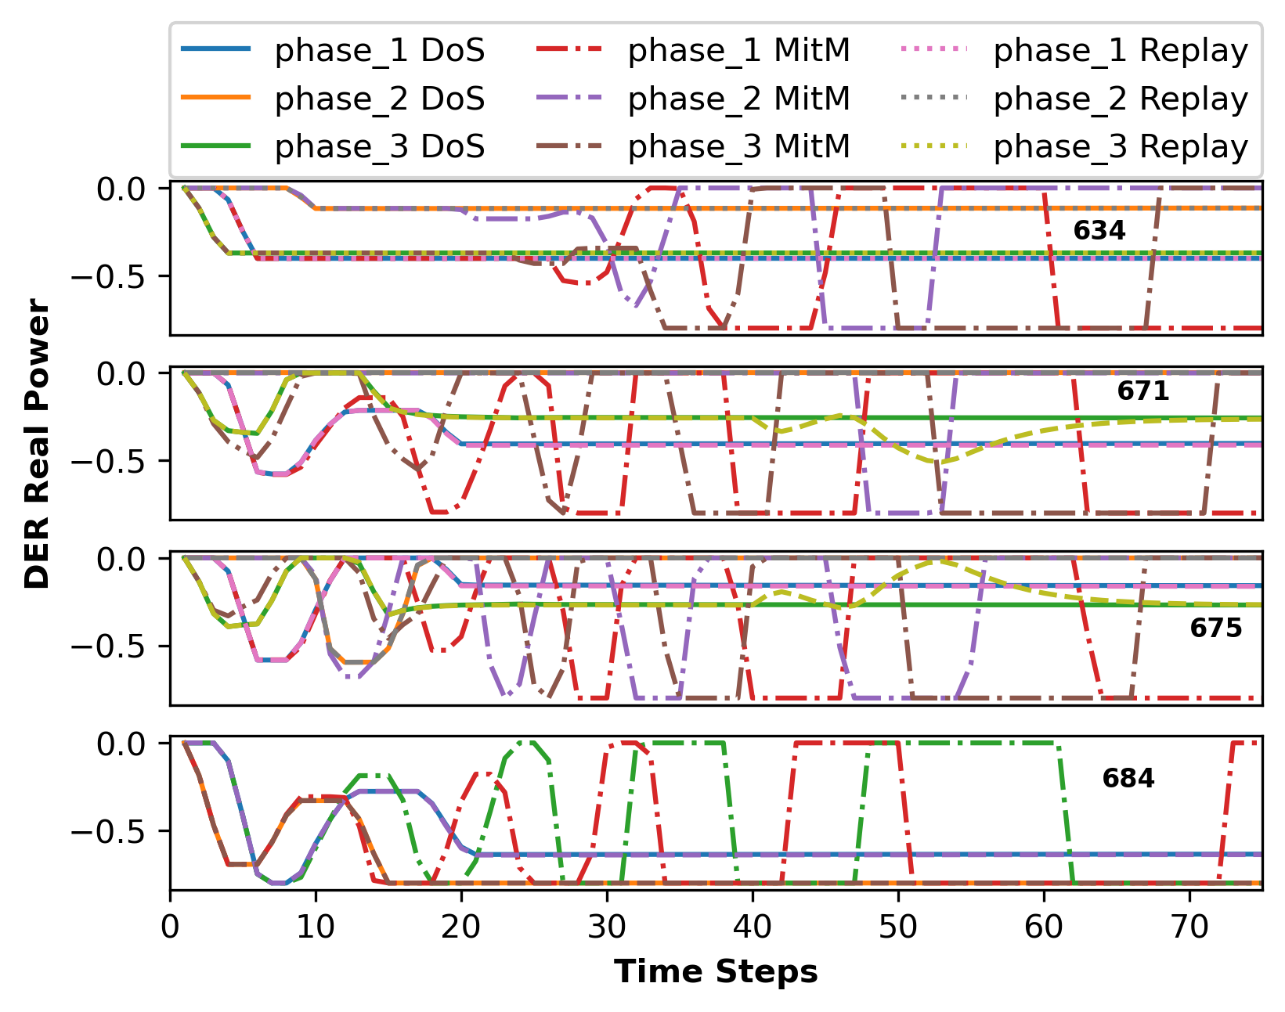 phase_1 DoS phase_1 MitM phase_1 Replay
phase_2 DoS phase_2 MitM phase_2 Replay
phase_3 DoS phase_3 MitM phase_3 Replay
DER Real Power
0.0
−0.5
634
0.0
−0.5
671
0.0
−0.5
675
0.0
−0.5
684
0 10 20 30 40 50 60 70
Time Steps